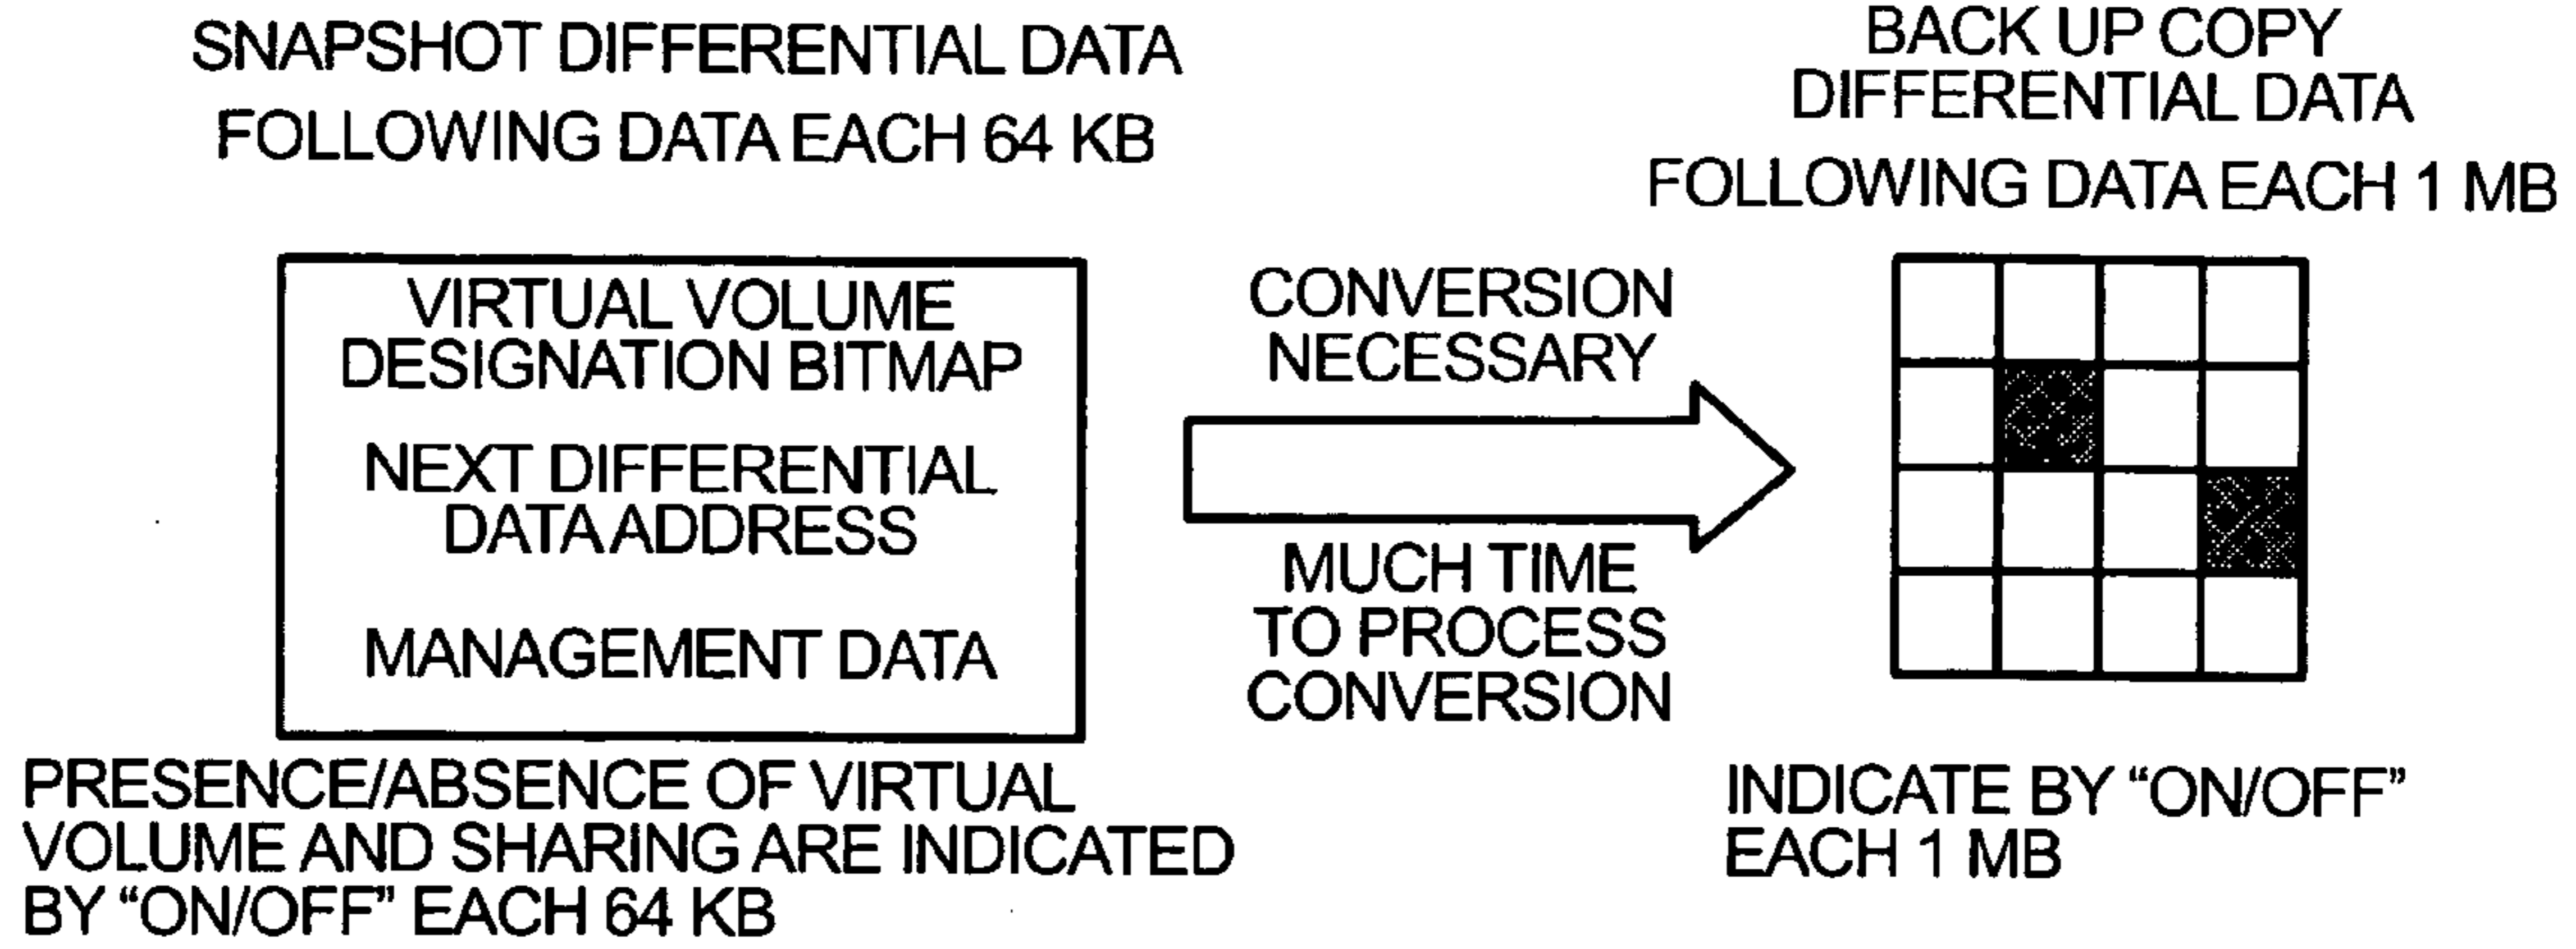 SNAPSHOT DIFFERENTIAL DATA
FOLLOWING DATA EACH 64 KB
VIRTUAL VOLUME
DESIGNATION BITMAP
NEXT DIFFERENTIAL
DATA ADDRESS
MANAGEMENT DATA
PRESENCE/ABSENCE OF VIRTUAL
VOLUME AND SHARING ARE INDICATED
BY “ON/OFF” EACH 64 KB
CONVERSION
NECESSARY
MUCH TIME
TO PROCESS
CONVERSION
BACK UP COPY
DIFFERENTIAL DATA
FOLLOWING DATA EACH 1 MB
INDICATE BY “ON/OFF”
EACH 1 MB